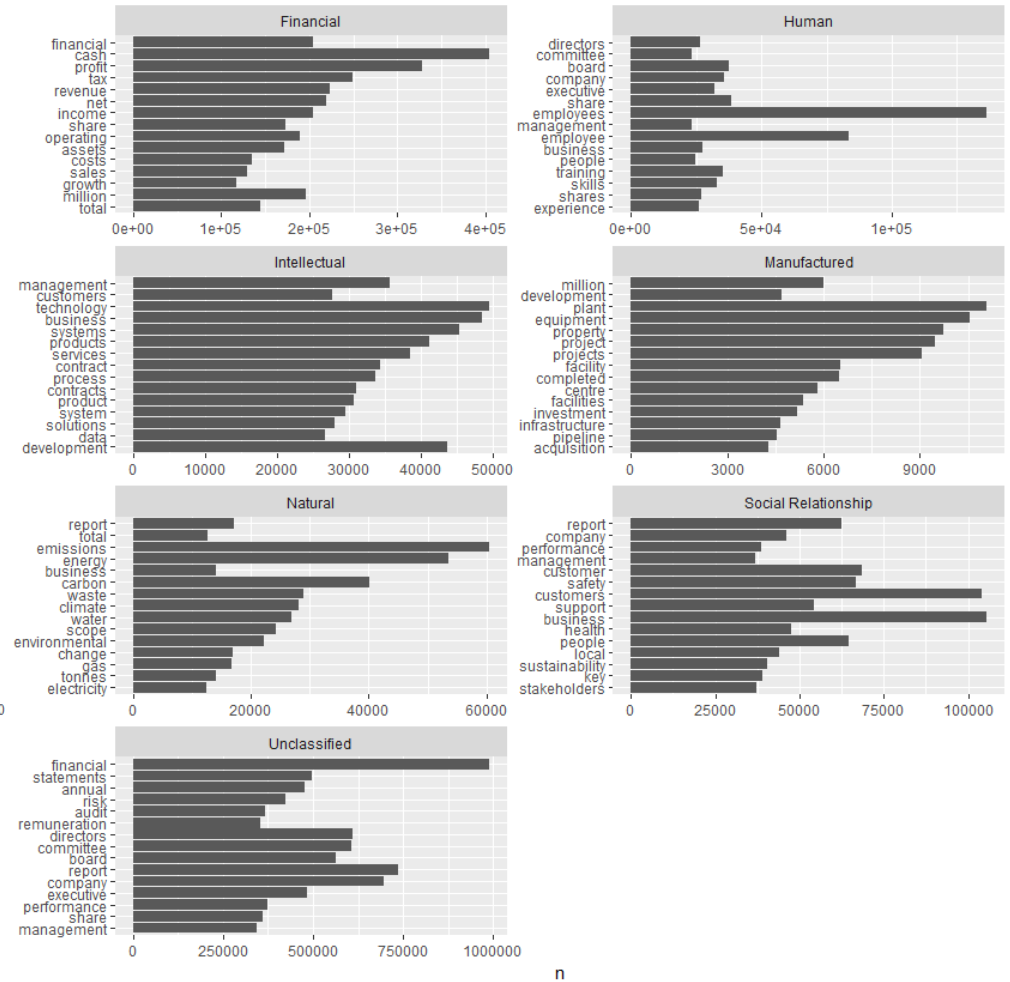 Financial
financial
cash
profit
tax
revenue
net
income
share
operating
assets
costs
sales
growth
million
total
0e+00 1e+05 2e+05 3e+05 4e+05
Human
directors
committee
board
company
executive
share
employees
management
employee
business
people
training
skills
shares
experience
0e+00 5e+04 1e+05
Intellectual
management
customers
technology
business
systems
products
services
contract
process
contracts
product
system
solutions
data
development
0 10000 20000 30000 40000 50000
Manufactured
million
development
plant
equipment
property
project
projects
facility
completed
centre
facilities
investment
infrastructure
pipeline
acquisition
0 3000 6000 9000
Natural
report
total
emissions
energy
business
carbon
waste
climate
water
scope
environmental
change
gas
tonnes
electricity
0 20000 40000 60000
Social Relationship
report
company
performance
management
customer
safety
customers
support
business
health
people
local
sustainability
key
stakeholders
0 25000 50000 75000 100000
Unclassified
financial
statements
annual
risk
audit
remuneration
directors
committee
board
report
company
executive
performance
share
management
0 250000 500000 750000 1000000
n